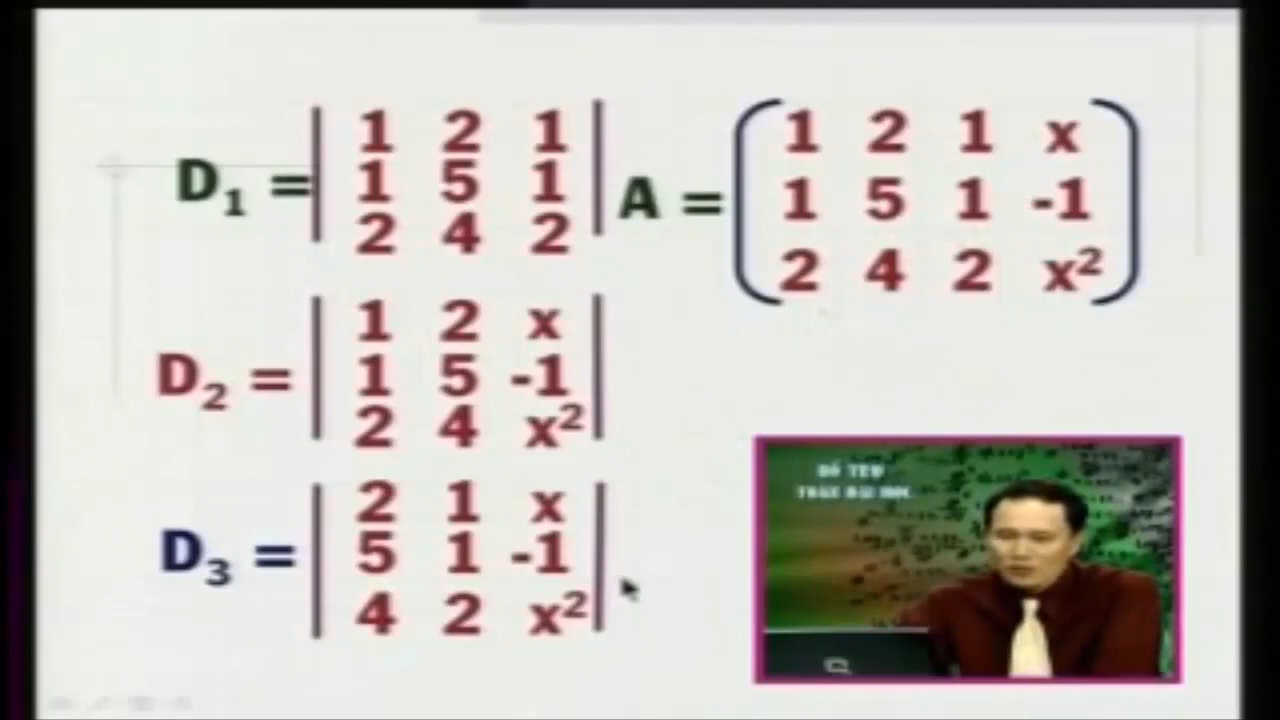 D₁ =
1 2 1
1 5 1
2 4 2
A =
1 2 1 x
1 5 1 -1
2 4 2 x²
D₂ =
1 2 x
1 5 -1
2 4 x²
D₃ =
2 1 x
5 1 -1
4 2 x²